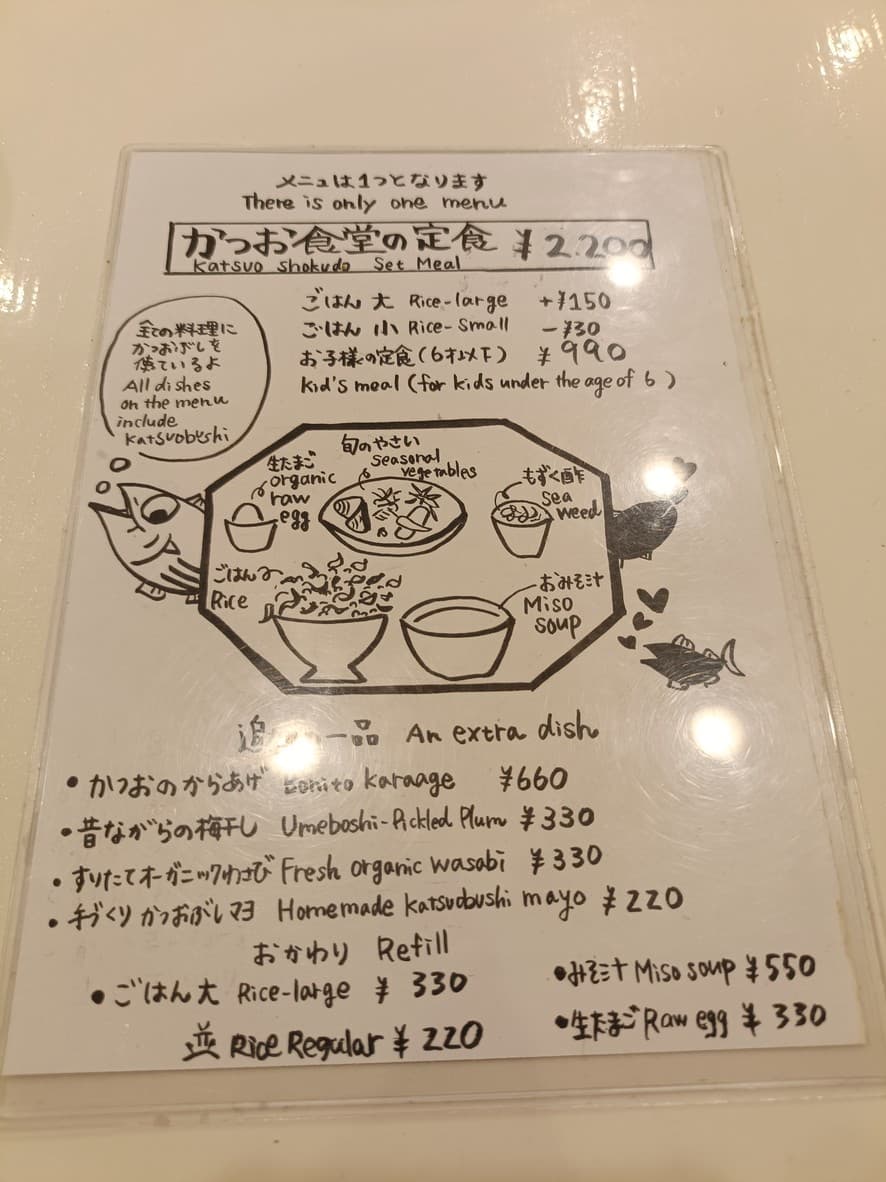 メニューは1つとなります
There is only one menu
かつお食堂の定食 ¥2.200
Katsuo Shokudo Set Meal
ごはん 大 Rice-large +¥150
ごはん 小 Rice-Small -¥30
お子様の定食(6才以下) ¥990
Kid's meal (for kids under the age of 6)
全ての料理に
かつおぶしを
使ているよ
All dishes
on the menu
include
katsuobushi
生たまご
organic
raw
egg
旬のやさい
Seasonal
vegetables
もずく酢
Sea
weed
ごはん
Rice
おみそ汁
Miso
soup
一品 An extra dish
・かつおのからあげ Bonito karaage ¥660
・昔ながらの梅干し Umeboshi-Pickled Plum ¥330
・すりたてオーガニックわさび Fresh organic wasabi ¥330
・手づくりかつおぶしマヨ Homemade katsuobushi mayo ¥220
おかわり Refill
・ごはん大 Rice-large ¥330
並 Rice Regular ¥220
・みそ汁 Miso soup ¥550
・生たまご Raw egg ¥330